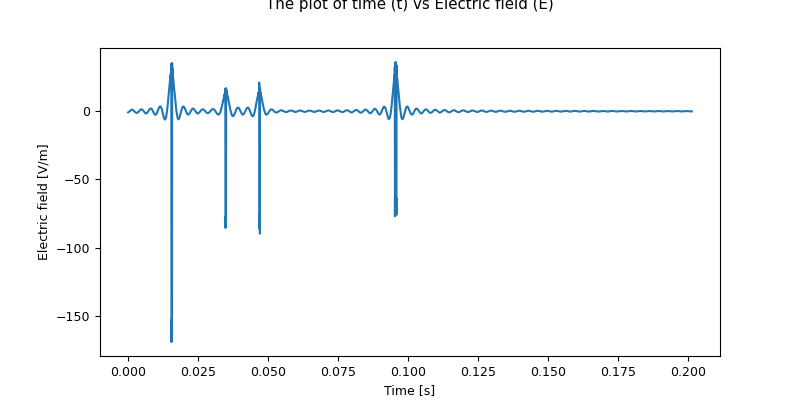 The plot of time (t) vs Electric field (E)
0
−50
−100
−150
Electric field [V/m]
0.000 0.025 0.050 0.075 0.100 0.125 0.150 0.175 0.200
Time [s]